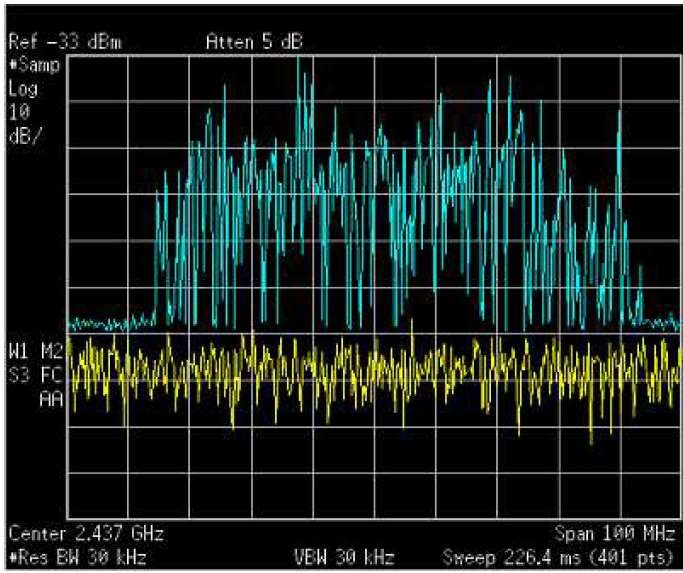 Ref -33 dBm Atten 5 dB
#Samp
Log
10
dB/
W1 M2
S3 FC
AA
Center 2.437 GHz Span 100 MHz
#Res BW 30 kHz VBW 30 kHz Sweep 226.4 ms (401 pts)